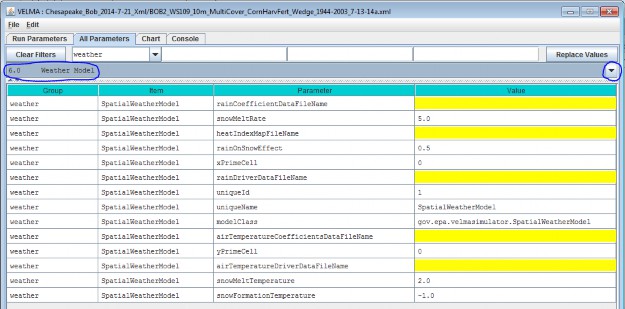 VELMA : Chesapeake_Bob_2014-7-21_Xml/BOB2_WS109_10m_MultiCover_CornHarvFert_Wedge_1944-2003_7-13-14a.xml
File Edit
Run Parameters All Parameters Chart Console
Clear Filters weather Replace Values
6.0 Weather Model
Group Item Parameter Value
weather SpatialWeatherModel rainCoefficientDataFileName
weather SpatialWeatherModel snowMeltRate 5.0
weather SpatialWeatherModel heatIndexMapFileName
weather SpatialWeatherModel rainOnSnowEffect 0.5
weather SpatialWeatherModel xPrimeCell 0
weather SpatialWeatherModel rainDriverDataFileName
weather SpatialWeatherModel uniqueId 1
weather SpatialWeatherModel uniqueName SpatialWeatherModel
weather SpatialWeatherModel modelClass gov.epa.velmasimulator.SpatialWeatherModel
weather SpatialWeatherModel airTemperatureCoefficientsDataFileName
weather SpatialWeatherModel yPrimeCell 0
weather SpatialWeatherModel airTemperatureDriverDataFileName
weather SpatialWeatherModel snowMeltTemperature 2.0
weather SpatialWeatherModel snowFormationTemperature -1.0